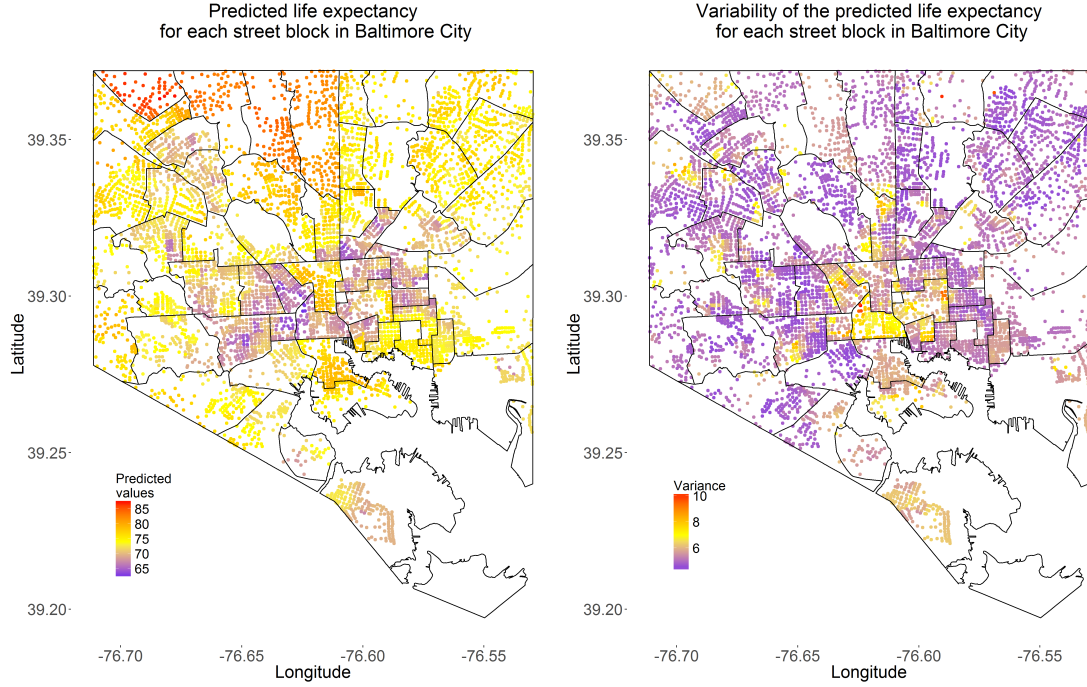 Predicted life expectancy
for each street block in Baltimore City
39.35
39.30
39.25
39.20
Latitude
Predicted
values
85
80
75
70
65
-76.70
-76.65
-76.60
-76.55
Longitude
Variability of the predicted life expectancy
for each street block in Baltimore City
39.35
39.30
39.25
39.20
Latitude
Variance
10
8
6
-76.70
-76.65
-76.60
-76.55
Longitude